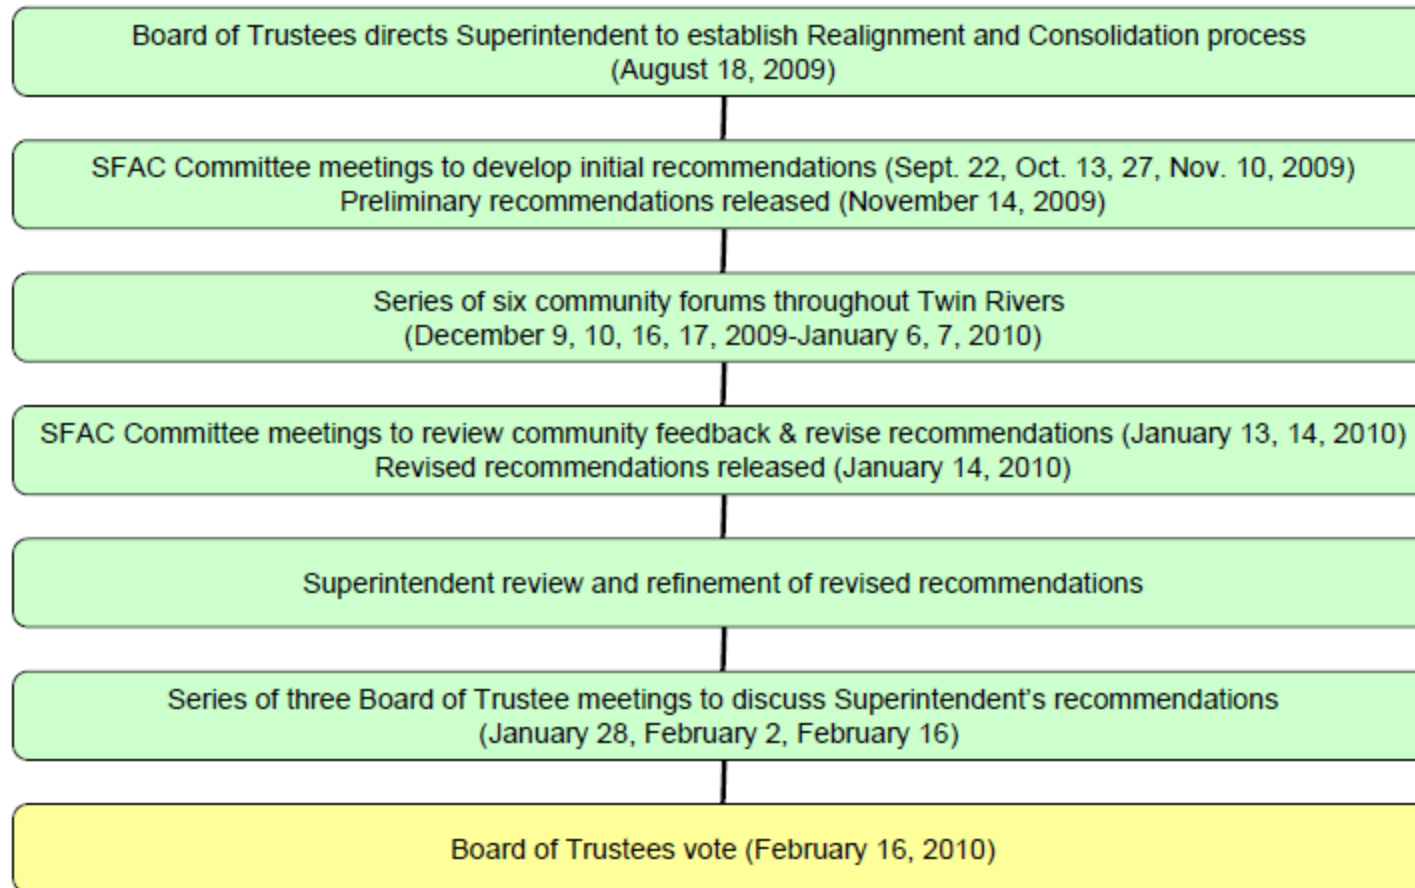 Board of Trustees directs Superintendent to establish Realignment and Consolidation process
(August 18, 2009)
SFAC Committee meetings to develop initial recommendations (Sept. 22, Oct. 13, 27, Nov. 10, 2009)
Preliminary recommendations released (November 14, 2009)
Series of six community forums throughout Twin Rivers
(December 9, 10, 16, 17, 2009-January 6, 7, 2010)
SFAC Committee meetings to review community feedback & revise recommendations (January 13, 14, 2010)
Revised recommendations released (January 14, 2010)
Superintendent review and refinement of revised recommendations
Series of three Board of Trustee meetings to discuss Superintendent's recommendations
(January 28, February 2, February 16)
Board of Trustees vote (February 16, 2010)